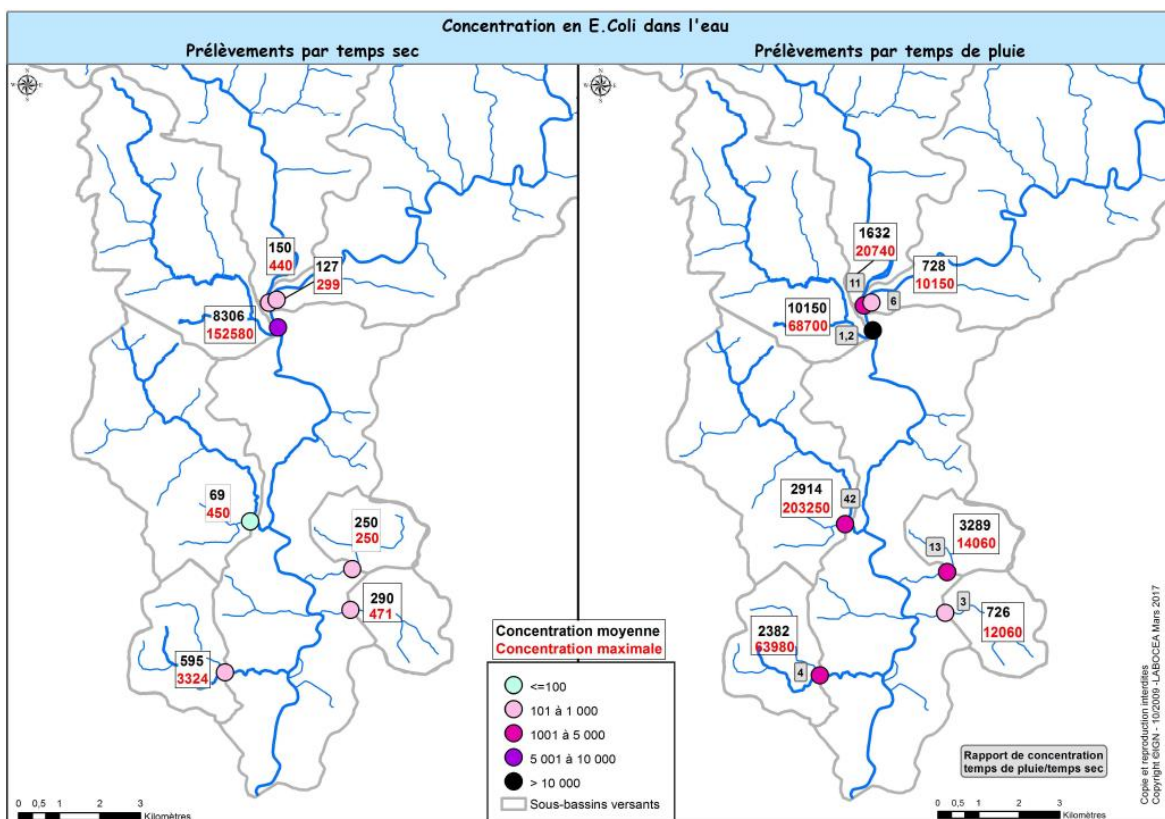 Concentration en E.Coli dans l'eau
Prélèvements par temps sec
Prélèvements par temps de pluie
150
440
127
299
8306
152580
69
450
250
250
290
471
595
3324
1632
20740
11
728
10150
6
10150
68700
1,2
2914
203250
42
3289
14060
13
726
12060
3
2382
63980
4
Concentration moyenne
Concentration maximale
<=100
101 à 1 000
1001 à 5 000
5 001 à 10 000
> 10 000
Sous-bassins versants
Rapport de concentration
temps de pluie/temps sec
0 0,5 1 2 3
Kilomètres
0 0,5 1 2 3
Kilomètres
Copie et reproduction interdites
Copyright ©IGN - 10/2009 -LABOCEA Mars 2017